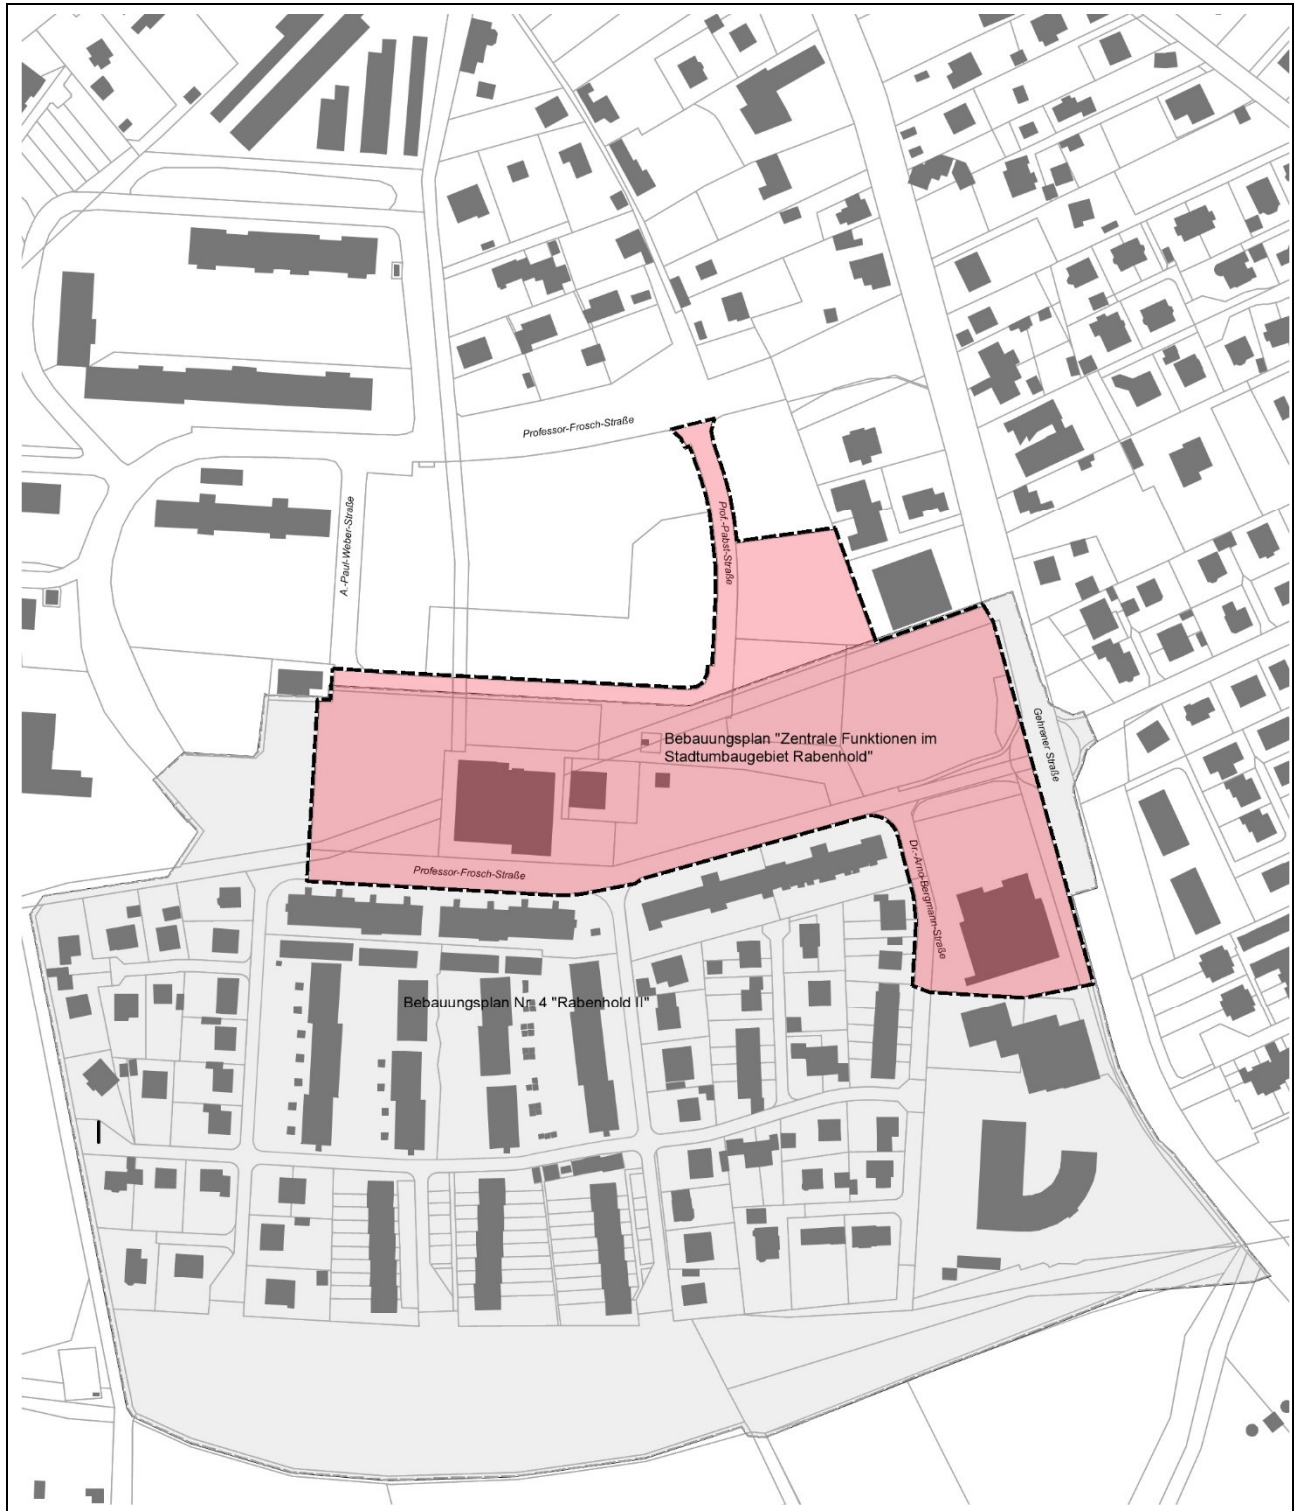 Professor-Frosch-Straße
A.-Paul-Weber-Straße
Prof.-Pabst-Straße
Bebauungsplan "Zentrale Funktionen im
Stadtumbaugebiet Rabenhold"
Gehrener Straße
Professor-Frosch-Straße
Dr.-Arno-Bergmann-Straße
Bebauungsplan Nr. 4 "Rabenhold II"